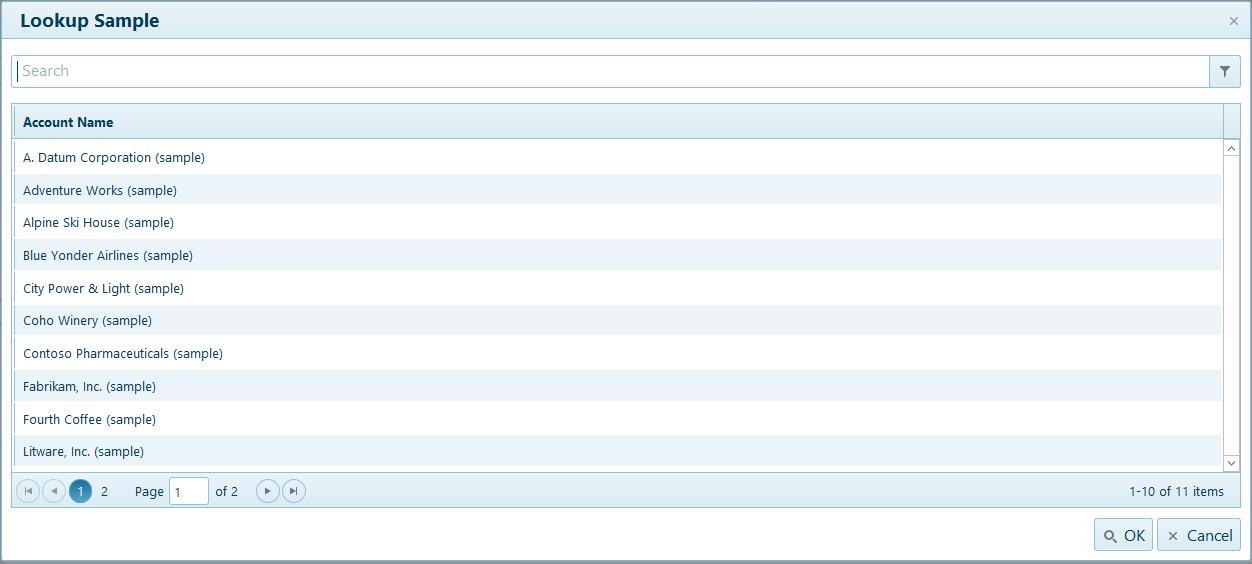 Lookup Sample
Search
Account Name
A. Datum Corporation (sample)
Adventure Works (sample)
Alpine Ski House (sample)
Blue Yonder Airlines (sample)
City Power & Light (sample)
Coho Winery (sample)
Contoso Pharmaceuticals (sample)
Fabrikam, Inc. (sample)
Fourth Coffee (sample)
Litware, Inc. (sample)
1 2 Page 1 of 2 1-10 of 11 items
OK Cancel